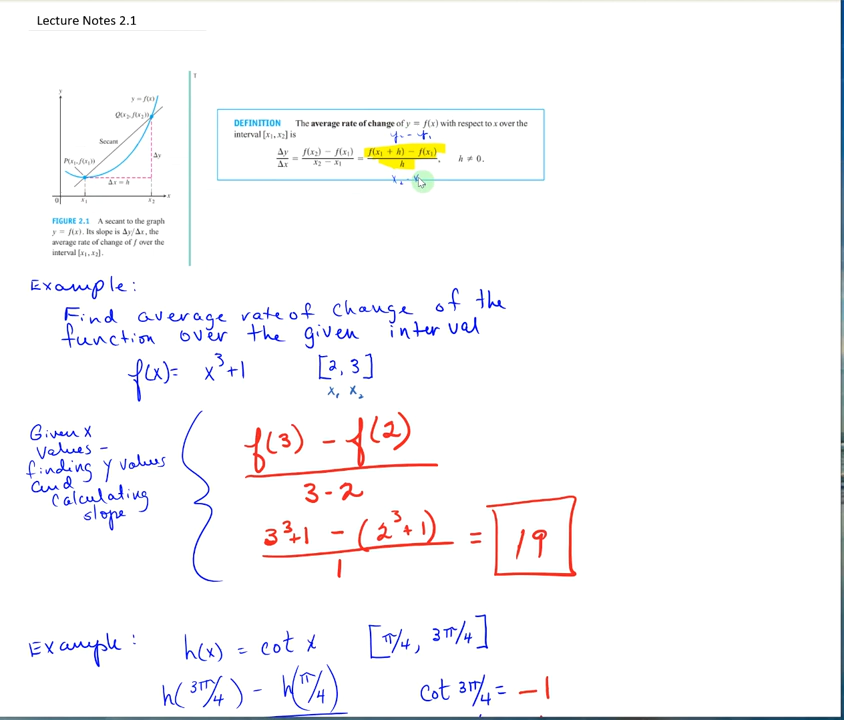 Lecture Notes 2.1
1
y
y = f(x)
Q(x₂, f(x₂))
Secant
P(x₁, f(x₁))
Δy
Δx = h
0
x₁
x₂
x
FIGURE 2.1 A secant to the graph
y = f(x). Its slope is Δy/Δx, the
average rate of change of f over the
interval [x₁, x₂].
DEFINITION The average rate of change of y = f(x) with respect to x over the
interval [x₁, x₂] is
Δy/Δx = (f(x₂) − f(x₁))/(x₂ − x₁) = (f(x₁ + h) − f(x₁))/h, h ≠ 0.
Example:
Find average rate of change of the
function over the given interval
f(x) = x³+1 [2, 3]
x₁ x₂
Given x
values -
finding y values
and
calculating
slope
f(3) - f(2)
3-2
3³+1 - (2³+1) = 19
1
Example: h(x) = cot x [π/4, 3π/4]
h(3π/4) - h(π/4) cot 3π/4 = -1